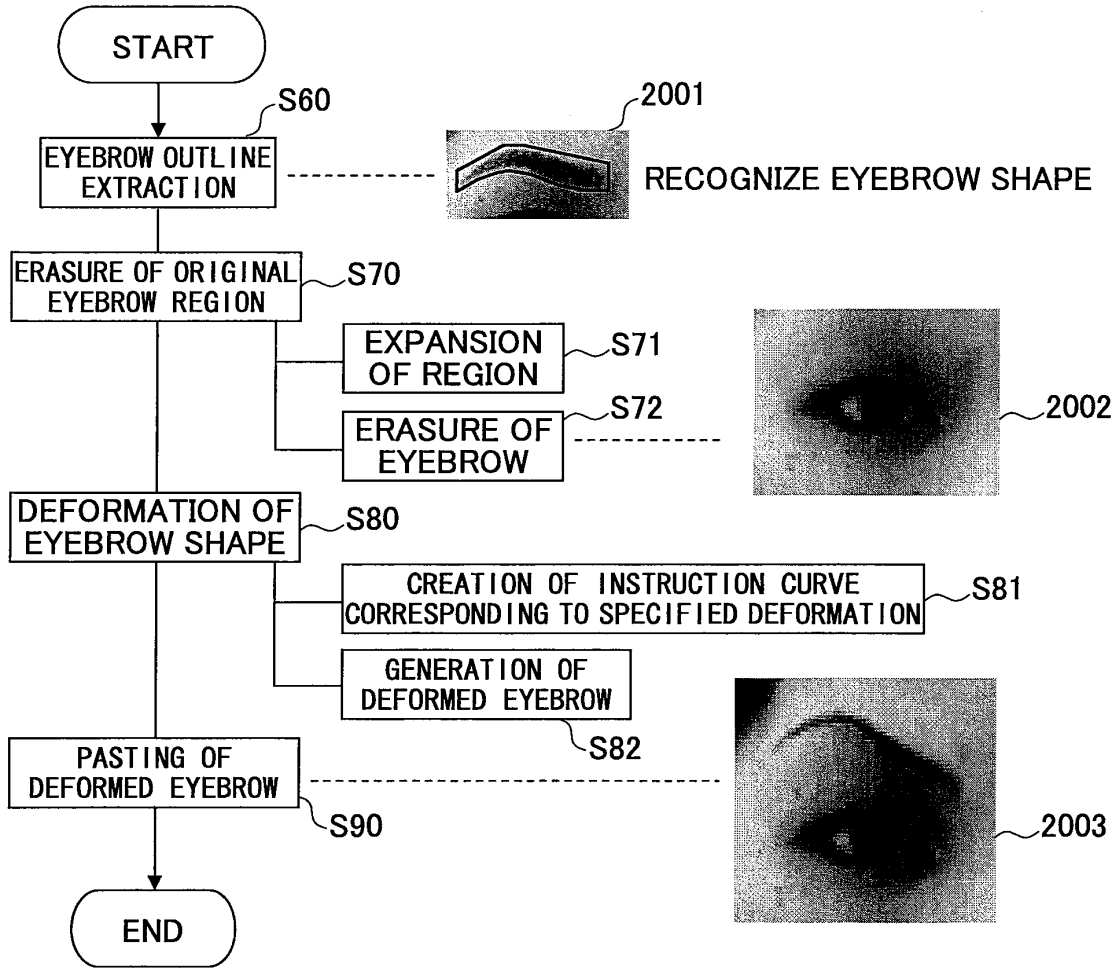 START
S60
2001
EYEBROW OUTLINE
EXTRACTION
RECOGNIZE EYEBROW SHAPE
ERASURE OF ORIGINAL
EYEBROW REGION
S70
EXPANSION
OF REGION
S71
S72
ERASURE OF
EYEBROW
2002
DEFORMATION OF
EYEBROW SHAPE
S80
CREATION OF INSTRUCTION CURVE
CORRESPONDING TO SPECIFIED DEFORMATION
S81
GENERATION OF
DEFORMED EYEBROW
S82
PASTING OF
DEFORMED EYEBROW
S90
2003
END